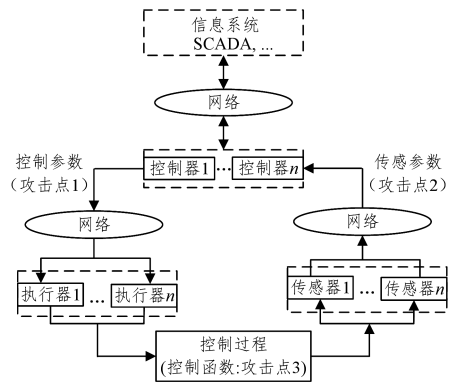 信息系统
SCADA, ...
网络
控制器1 ... 控制器n
控制参数
(攻击点1)
传感参数
(攻击点2)
网络
网络
执行器1 ... 执行器n
传感器1 ... 传感器n
控制过程
(控制函数:攻击点3)